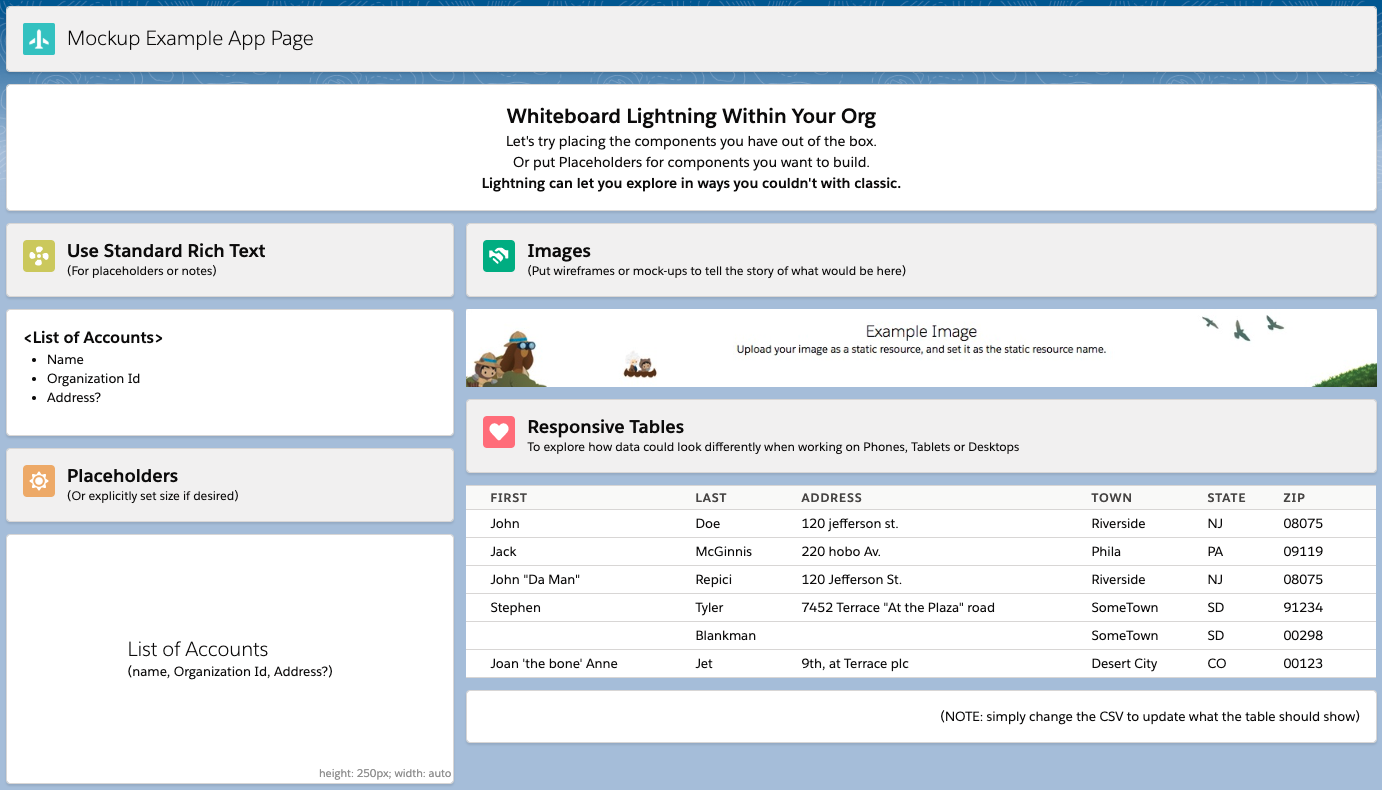 Mockup Example App Page
Whiteboard Lightning Within Your Org
Let's try placing the components you have out of the box.
Or put Placeholders for components you want to build.
Lightning can let you explore in ways you couldn't with classic.
Use Standard Rich Text
(For placeholders or notes)
<List of Accounts>
• Name
• Organization Id
• Address?
Placeholders
(Or explicitly set size if desired)
List of Accounts
(name, Organization Id, Address?)
height: 250px; width: auto
Images
(Put wireframes or mock-ups to tell the story of what would be here)
Example Image
Upload your image as a static resource, and set it as the static resource name.
Responsive Tables
To explore how data could look differently when working on Phones, Tablets or Desktops
FIRST LAST ADDRESS TOWN STATE ZIP
John Doe 120 jefferson st. Riverside NJ 08075
Jack McGinnis 220 hobo Av. Phila PA 09119
John "Da Man" Repici 120 Jefferson St. Riverside NJ 08075
Stephen Tyler 7452 Terrace "At the Plaza" road SomeTown SD 91234
Blankman SomeTown SD 00298
Joan 'the bone' Anne Jet 9th, at Terrace plc Desert City CO 00123
(NOTE: simply change the CSV to update what the table should show)